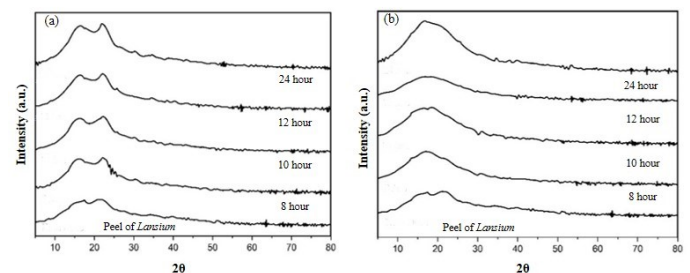 (a)
Intensity (a.u.)
24 hour
12 hour
10 hour
8 hour
Peel of Lansium
10 20 30 40 50 60 70 80
2θ
(b)
Intensity (a.u.)
24 hour
12 hour
10 hour
8 hour
Peel of Lansium
10 20 30 40 50 60 70 80
2θ